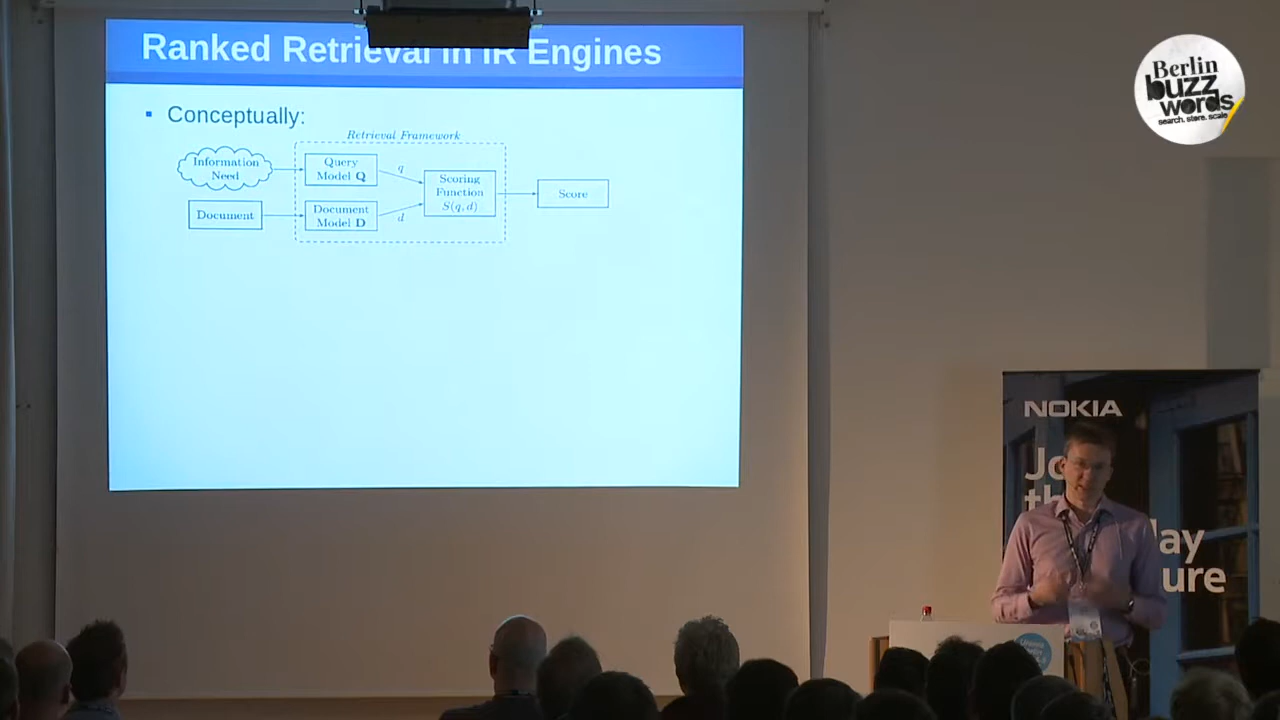 Ranked Retrieval in IR Engines
Conceptually:
Retrieval Framework
Information
Need
Query
Model Q
q
Scoring
Function
S(q, d)
Score
Document
Document
Model D
d
Berlin
buzz
words
search. store. scale
NOKIA
Jo
th
ay
ure